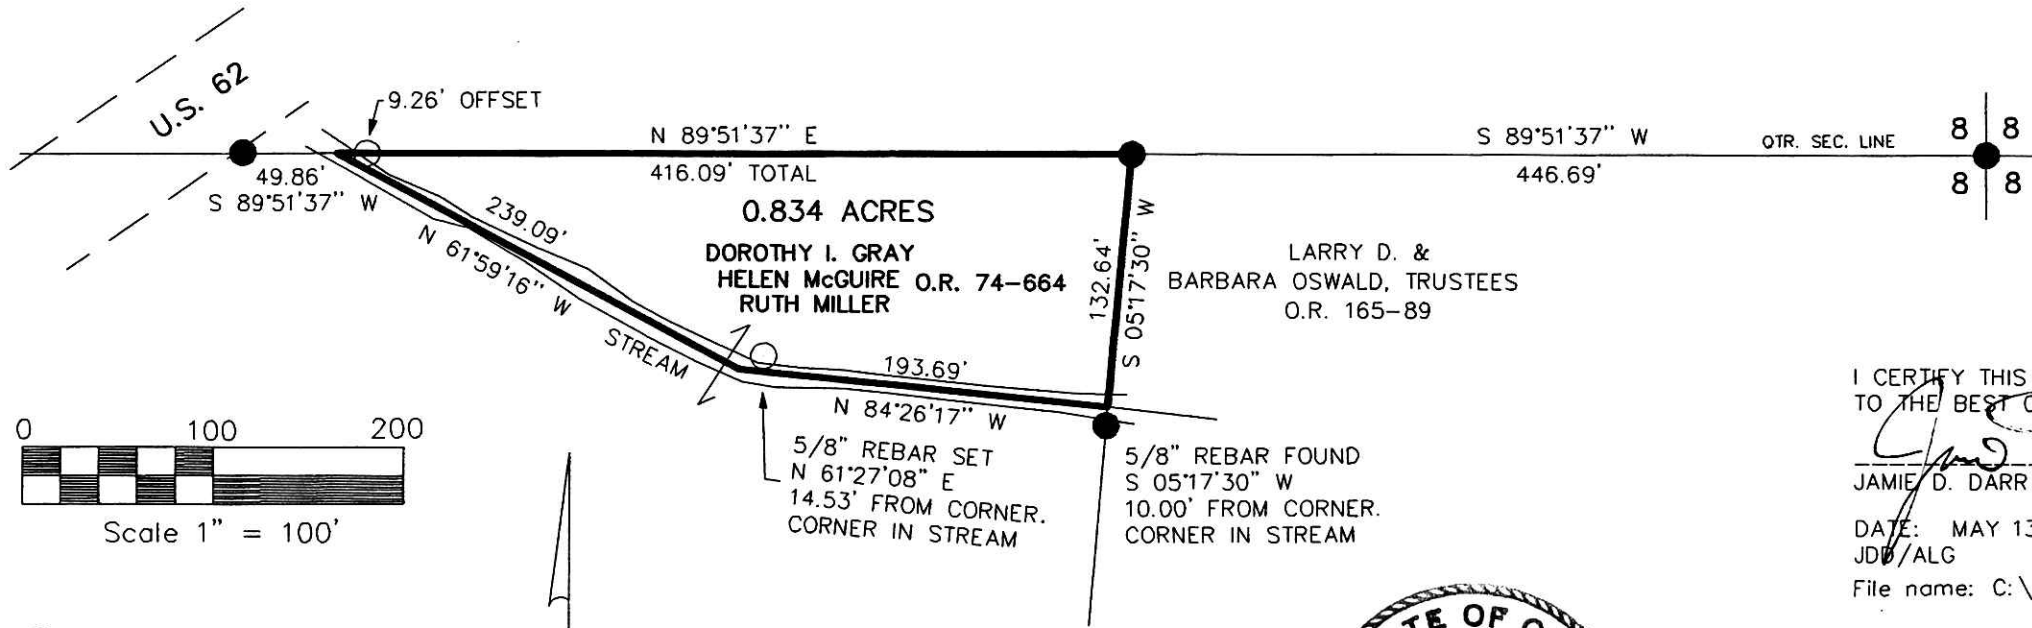 U.S. 62
9.26' OFFSET
N 89°51'37" E
416.09' TOTAL
S 89°51'37" W
446.69'
QTR. SEC. LINE
8 8
8 8
49.86'
S 89°51'37" W
239.09'
N 61°59'16" W
0.834 ACRES
DOROTHY I. GRAY
HELEN McGUIRE O.R. 74-664
RUTH MILLER
132.64'
S 05°17'30" W
LARRY D. &
BARBARA OSWALD, TRUSTEES
O.R. 165-89
STREAM
193.69'
N 84°26'17" W
0 100 200
Scale 1" = 100'
5/8" REBAR SET
N 61°27'08" E
14.53' FROM CORNER.
CORNER IN STREAM
5/8" REBAR FOUND
S 05°17'30" W
10.00' FROM CORNER.
CORNER IN STREAM
I CERTIFY THIS
TO THE BEST
JAMIE D. DARR
DATE: MAY 13
JDD/ALG
File name: C:\
OF